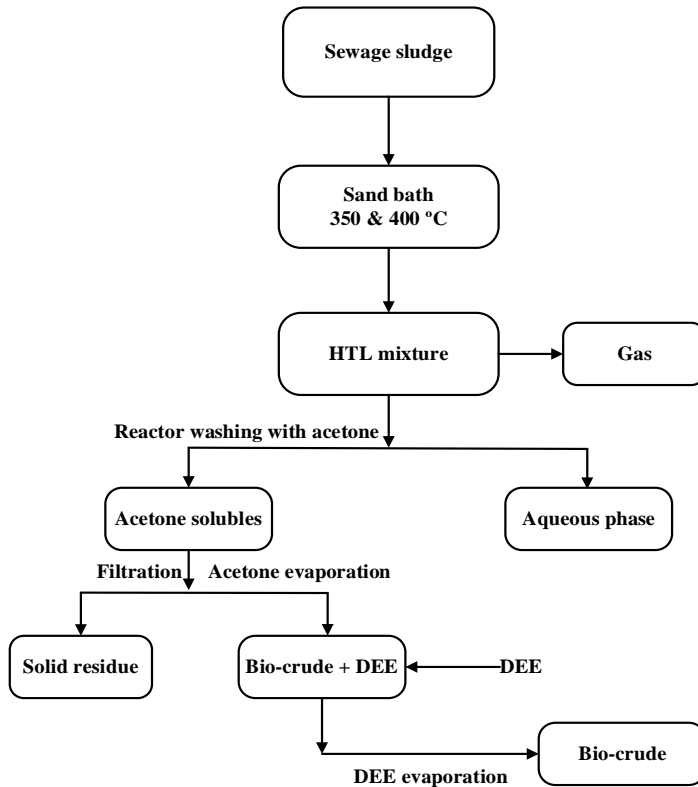 Sewage sludge
Sand bath
350 & 400 ºC
HTL mixture
Gas
Reactor washing with acetone
Acetone solubles
Aqueous phase
Filtration
Acetone evaporation
Solid residue
Bio-crude + DEE
DEE
Bio-crude
DEE evaporation